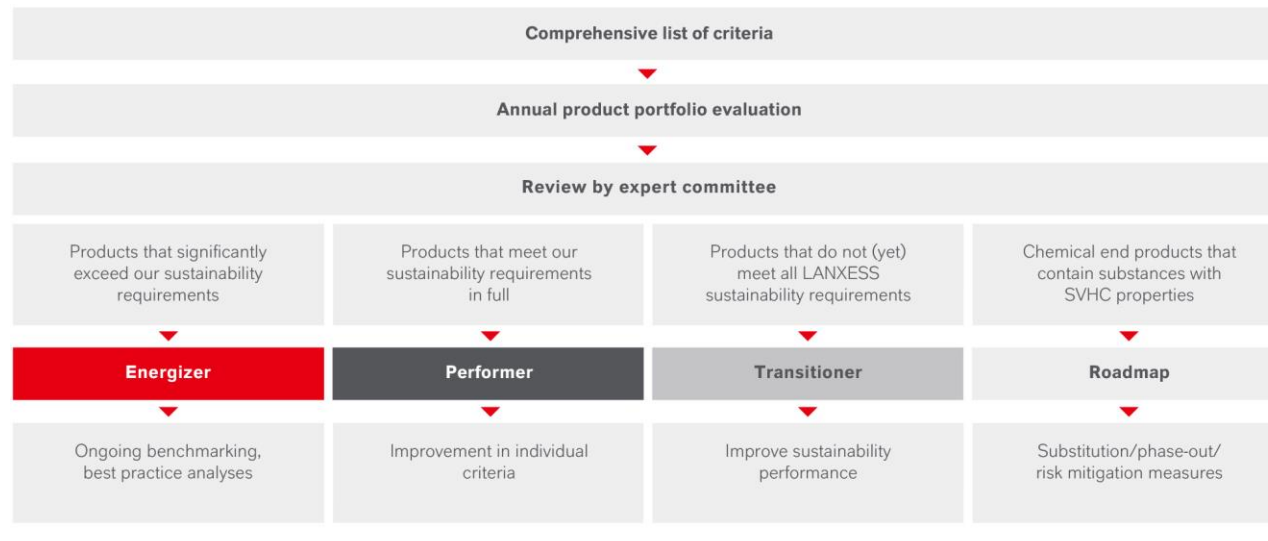 Comprehensive list of criteria
Annual product portfolio evaluation
Review by expert committee
Products that significantly
exceed our sustainability
requirements
Products that meet our
sustainability requirements
in full
Products that do not (yet)
meet all LANXESS
sustainability requirements
Chemical end products that
contain substances with
SVHC properties
Energizer
Performer
Transitioner
Roadmap
Ongoing benchmarking,
best practice analyses
Improvement in individual
criteria
Improve sustainability
performance
Substitution/phase-out/
risk mitigation measures